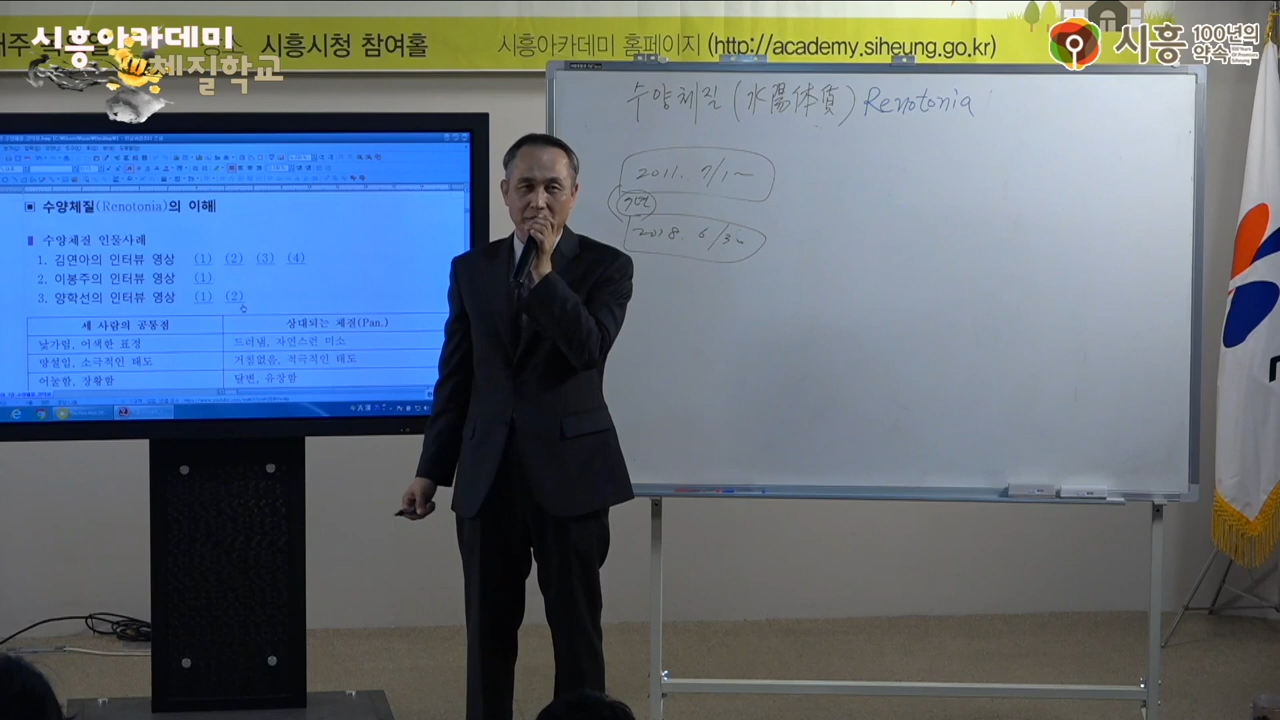 시흥아카데미
체질학교
시흥시청 참여홀
시흥아카데미 홈페이지 (http://academy.siheung.go.kr)
시흥 100년의
약속
수양체질 (水陽体質) Renotonia
2011. 7/1~
7년
2018. 6/30
▣ 수양체질(Renotonia)의 이해
▮ 수양체질 인물사례
1. 김연아의 인터뷰 영상 (1) (2) (3) (4)
2. 이봉주의 인터뷰 영상 (1)
3. 양학선의 인터뷰 영상 (1) (2)
세 사람의 공통점 상대되는 체질(Pan.)
낯가림, 어색한 표정 드러냄, 자연스런 미소
망설임, 소극적인 태도 거침없음, 적극적인 태도
어눌함, 장황함 달변, 유창함